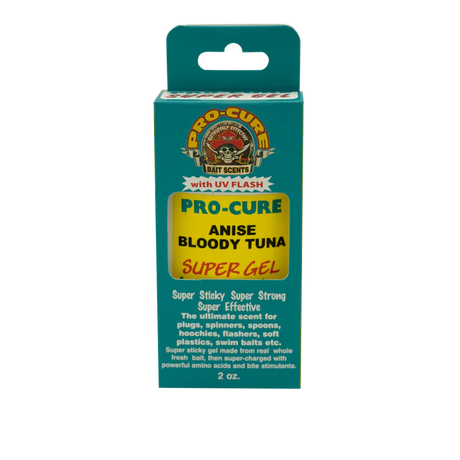 SUPER GEL
PRO-CURE
BAIT SCENTS
with UV FLASH
PRO-CURE
ANISE
BLOODY TUNA
SUPER GEL
Super Sticky Super Strong
Super Effective
The ultimate scent for
plugs, spinners, spoons,
hoochies, flashers, soft
plastics, swim baits etc.
Super sticky gel made from real whole
fresh bait, then super-charged with
powerful amino acids and bite stimulants.
2 oz.